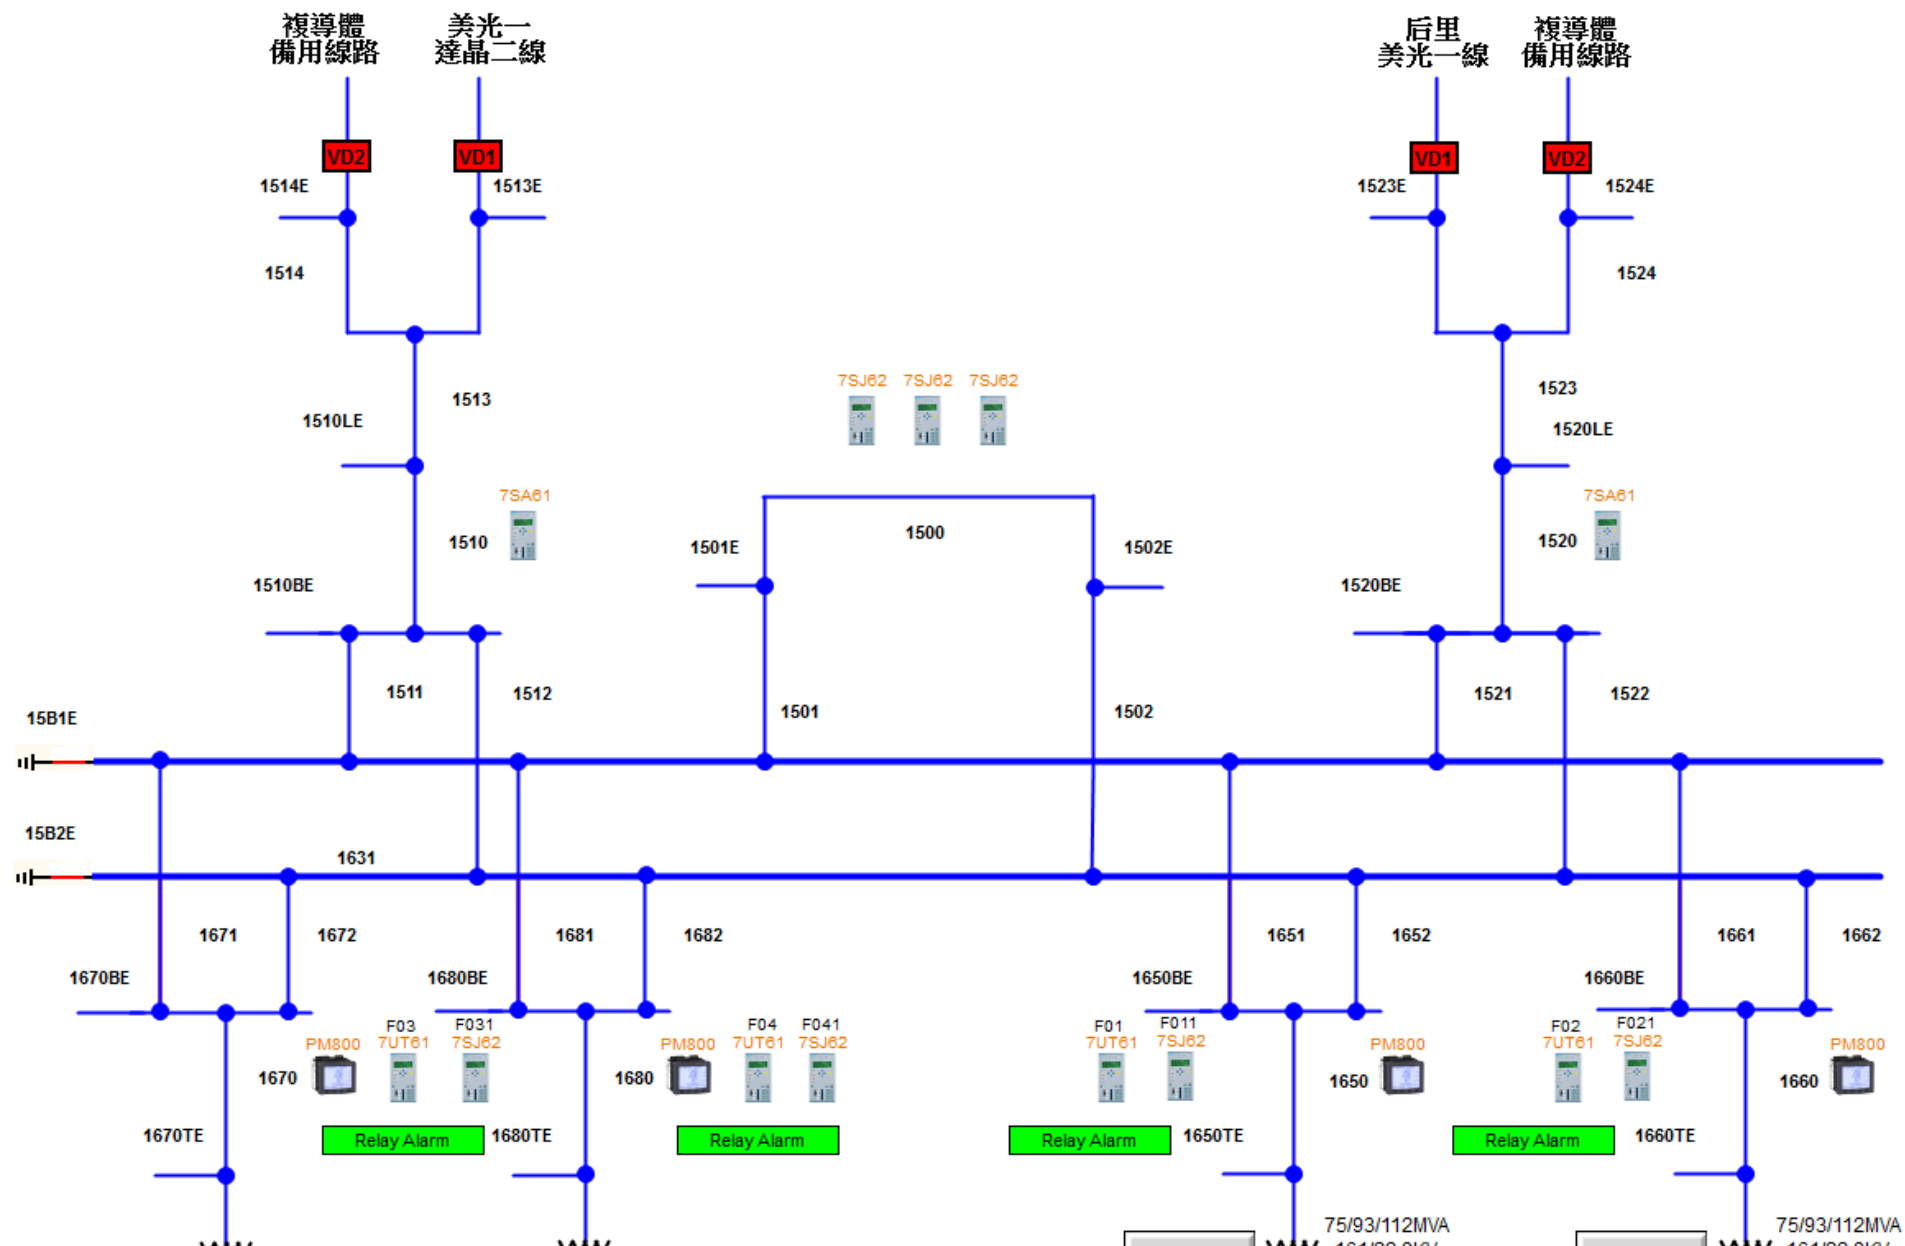 複導體
備用線路
美光一
達晶二線
后里
美光一線
複導體
備用線路
VD2
VD1
VD1
VD2
1514E
1513E
1523E
1524E
1514
1524
7SJ62
7SJ62
7SJ62
1513
1523
1510LE
1520LE
7SA61
7SA61
1510
1501E
1500
1502E
1520
1510BE
1520BE
1511
1512
1501
1502
1521
1522
15B1E
15B2E
1631
1671
1672
1681
1682
1651
1652
1661
1662
1670BE
1680BE
1650BE
1660BE
PM800
F03
7UT61
F031
7SJ62
PM800
F04
7UT61
F041
7SJ62
F01
7UT61
F011
7SJ62
PM800
F02
7UT61
F021
7SJ62
PM800
1670
1680
1650
1660
1670TE
Relay Alarm
1680TE
Relay Alarm
Relay Alarm
1650TE
Relay Alarm
1660TE
75/93/112MVA
75/93/112MVA